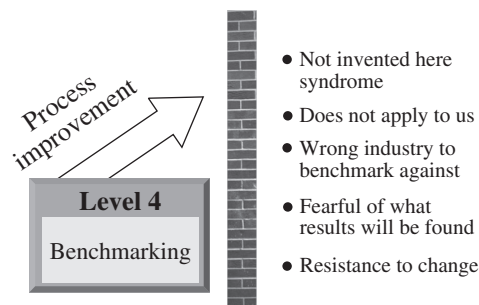 Process
improvement
Level 4
Benchmarking
● Not invented here
syndrome
● Does not apply to us
● Wrong industry to
benchmark against
● Fearful of what
results will be found
● Resistance to change